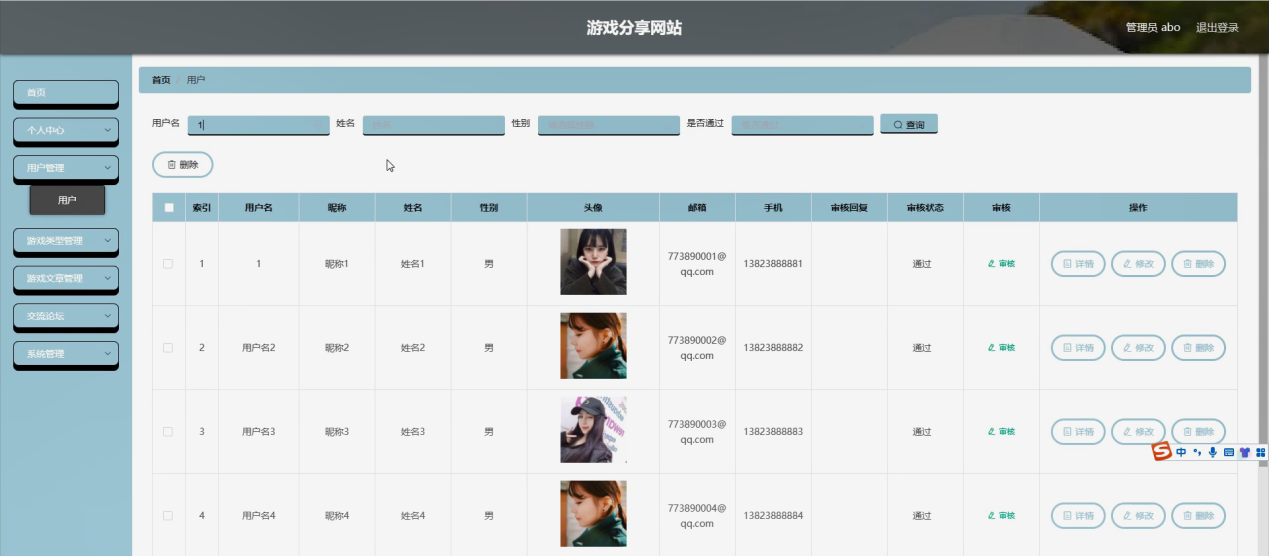 游戏分享网站
管理员 abo 退出登录
首页
个人中心
用户管理
用户
游戏类型管理
游戏文章管理
交流论坛
系统管理
首页 / 用户
用户名 1 姓名 姓名 性别 是否通过 查询
删除
索引 用户名 昵称 姓名 性别 头像 邮箱 手机 审核回复 审核状态 审核 操作
1 1 昵称1 姓名1 男 773890001@ 13823888881 通过 审核 详情 修改 删除
qq.com
2 用户名2 昵称2 姓名2 男 773890002@ 13823888882 通过 审核 详情 修改 删除
qq.com
3 用户名3 昵称3 姓名3 男 773890003@ 13823888883 通过 审核 详情 修改 删除
qq.com
中
4 用户名4 昵称4 姓名4 男 773890004@ 13823888884 通过 审核 详情 修改 删除
qq.com